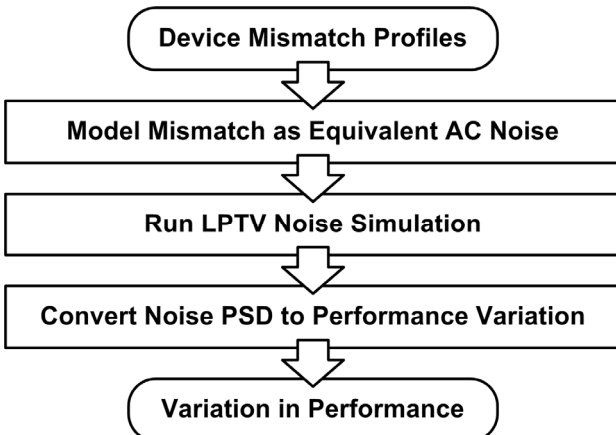 Device Mismatch Profiles
Model Mismatch as Equivalent AC Noise
Run LPTV Noise Simulation
Convert Noise PSD to Performance Variation
Variation in Performance